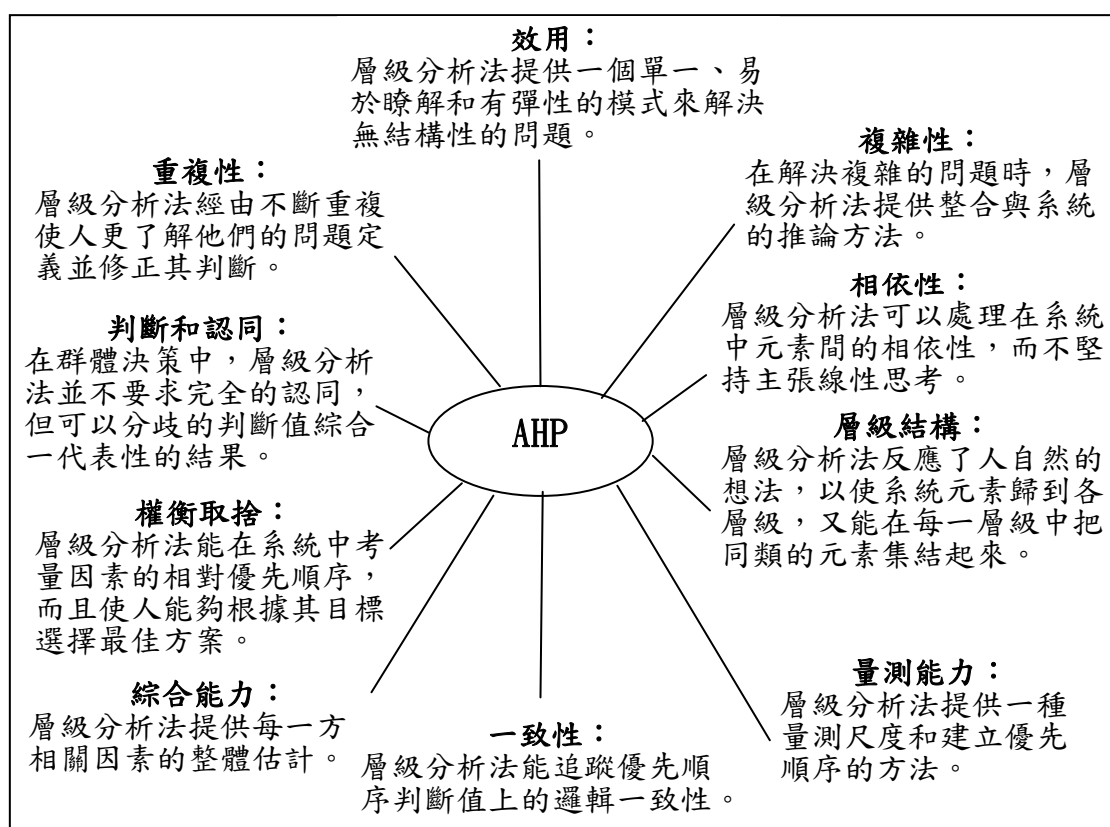 效用：
層級分析法提供一個單一、易
於瞭解和有彈性的模式來解決
無結構性的問題。
複雜性：
在解決複雜的問題時，層
級分析法提供整合與系統
的推論方法。
相依性：
層級分析法可以處理在系統
中元素間的相依性，而不堅
持主張線性思考。
層級結構：
層級分析法反應了人自然的
想法，以使系統元素歸到各
層級，又能在每一層級中把
同類的元素集結起來。
量測能力：
層級分析法提供一種
量測尺度和建立優先
順序的方法。
一致性：
層級分析法能追蹤優先順
序判斷值上的邏輯一致性。
綜合能力：
層級分析法提供每一方
相關因素的整體估計。
權衡取捨：
層級分析法能在系統中考
量因素的相對優先順序，
而且使人能夠根據其目標
選擇最佳方案。
判斷和認同：
在群體決策中，層級分析
法並不要求完全的認同，
但可以分歧的判斷值綜合
一代表性的結果。
重複性：
層級分析法經由不斷重複
使人更了解他們的問題定
義並修正其判斷。
AHP